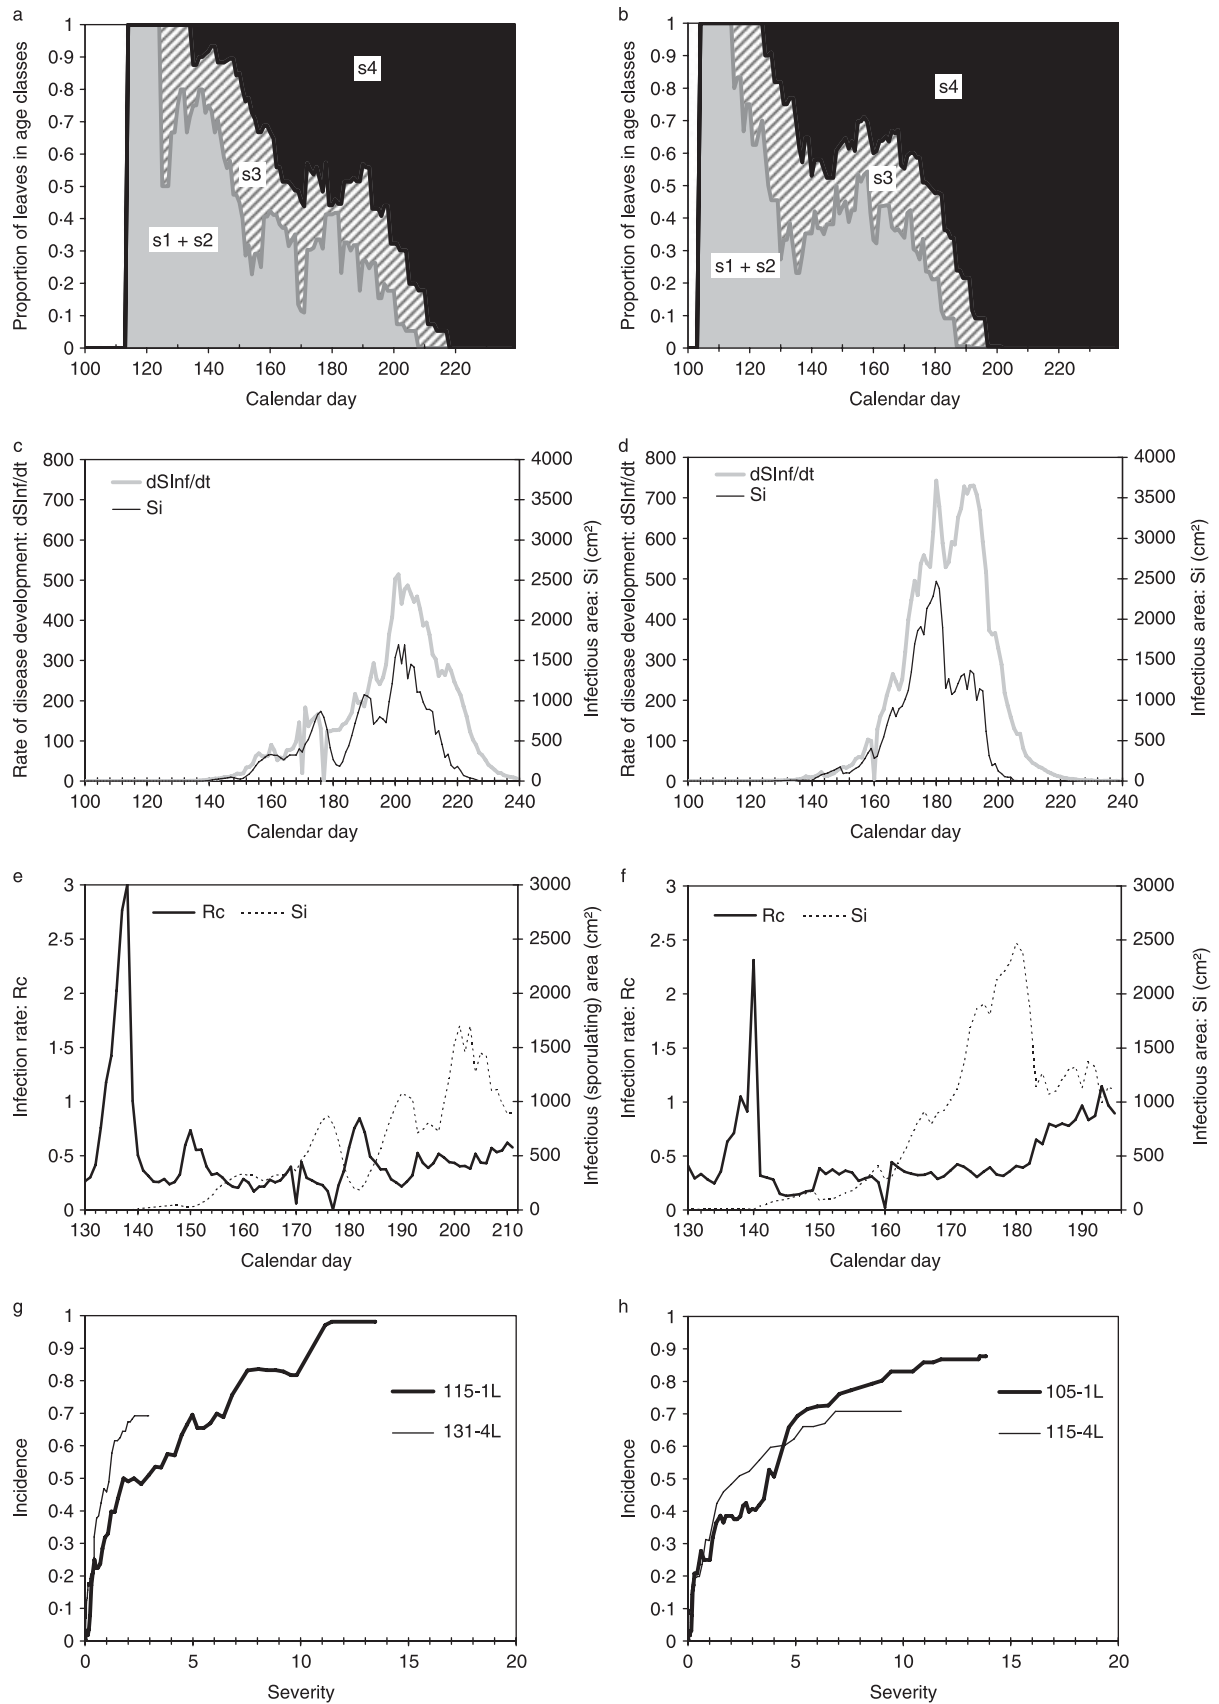 a
Proportion of leaves in age classes
1
0·9
0·8
0·7
0·6
0·5
0·4
0·3
0·2
0·1
0
s4
s3
s1 + s2
100 120 140 160 180 200 220
Calendar day
b
Proportion of leaves in age classes
1
0·9
0·8
0·7
0·6
0·5
0·4
0·3
0·2
0·1
0
s4
s3
s1 + s2
100 120 140 160 180 200 220
Calendar day
c
Rate of disease development: dSInf/dt
800
700
600
500
400
300
200
100
0
dSInf/dt
Si
4000
3500
3000
2500
2000
1500
1000
500
0
Infectious area: Si (cm²)
100 120 140 160 180 200 220 240
Calendar day
d
Rate of disease development: dSInf/dt
800
700
600
500
400
300
200
100
0
dSInf/dt
Si
4000
3500
3000
2500
2000
1500
1000
500
0
Infectious area: Si (cm²)
100 120 140 160 180 200 220 240
Calendar day
e
Infection rate: Rc
3
2·5
2
1·5
1
0·5
0
Rc Si
3000
2500
2000
1500
1000
500
0
Infectious (sporulating) area (cm²)
130 140 150 160 170 180 190 200 210
Calendar day
f
Infection rate: Rc
3
2·5
2
1·5
1
0·5
0
Rc Si
3000
2500
2000
1500
1000
500
0
Infectious area: Si (cm²)
130 140 150 160 170 180 190
Calendar day
g
Incidence
1
0·9
0·8
0·7
0·6
0·5
0·4
0·3
0·2
0·1
0
115-1L
131-4L
0 5 10 15 20
Severity
h
Incidence
1
0·9
0·8
0·7
0·6
0·5
0·4
0·3
0·2
0·1
0
105-1L
115-4L
0 5 10 15 20
Severity